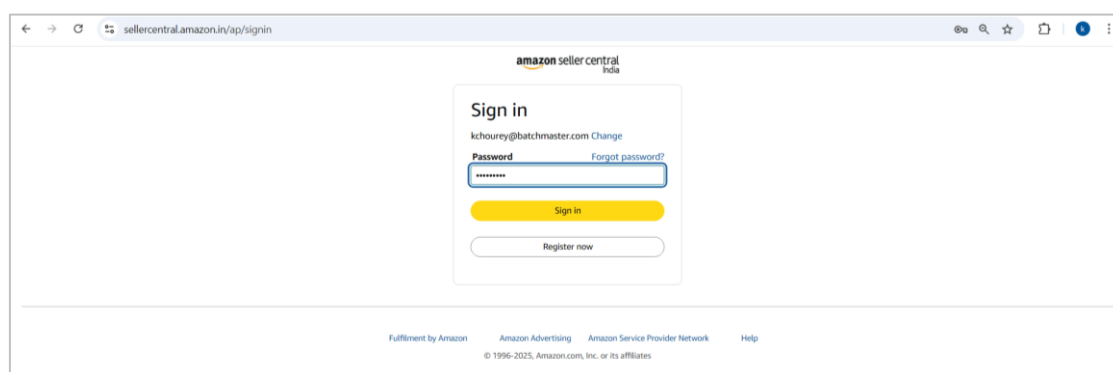 sellercentral.amazon.in/ap/signin
k
amazon seller central
India
Sign in
kchourey@batchmaster.com Change
Password Forgot password?
•••••••••
Sign in
Register now
Fulfilment by Amazon Amazon Advertising Amazon Service Provider Network Help
© 1996-2025, Amazon.com, Inc. or its affiliates